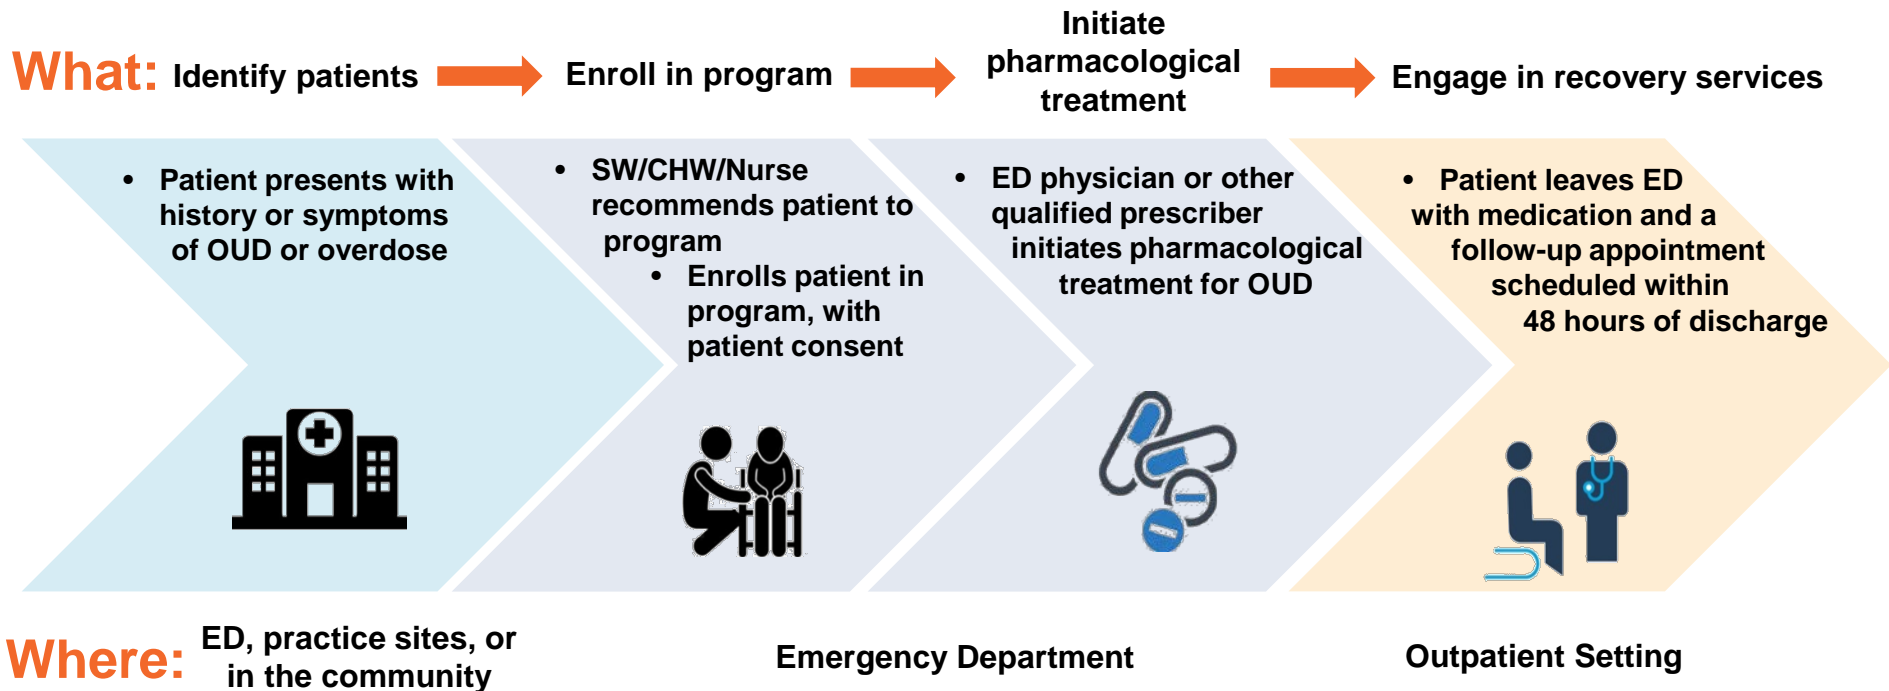 What:
Identify patients
Enroll in program
Initiate
pharmacological
treatment
Engage in recovery services
• Patient presents with
history or symptoms
of OUD or overdose
• SW/CHW/Nurse
recommends patient to
program
• Enrolls patient in
program, with
patient consent
• ED physician or other
qualified prescriber
initiates pharmacological
treatment for OUD
• Patient leaves ED
with medication and a
follow-up appointment
scheduled within
48 hours of discharge
Where:
ED, practice sites, or
in the community
Emergency Department
Outpatient Setting